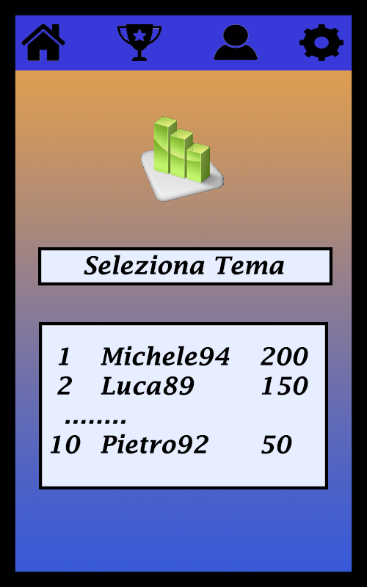 Seleziona Tema
1 Michele94 200
2 Luca89 150
........
10 Pietro92 50